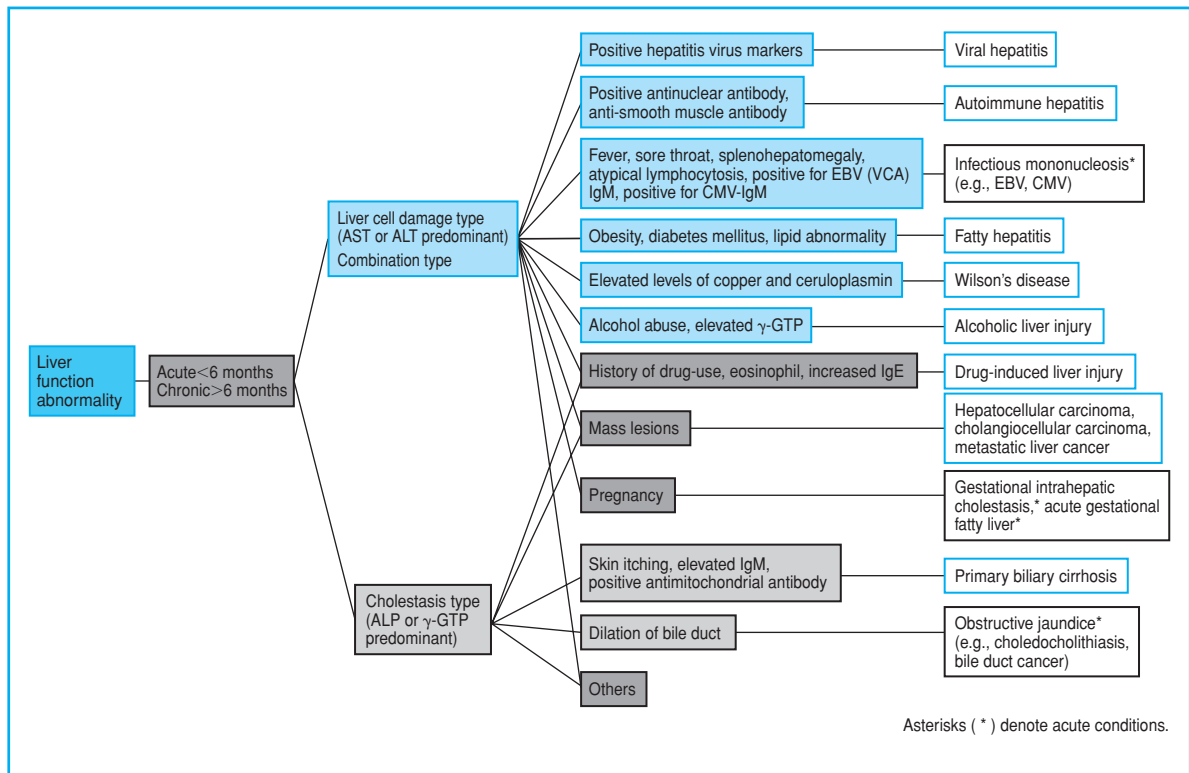 Liver
function
abnormality
Acute<6 months
Chronic>6 months
Liver cell damage type
(AST or ALT predominant)
Combination type
Cholestasis type
(ALP or γ-GTP
predominant)
Positive hepatitis virus markers
Viral hepatitis
Positive antinuclear antibody,
anti-smooth muscle antibody
Autoimmune hepatitis
Fever, sore throat, splenohepatomegaly,
atypical lymphocytosis, positive for EBV (VCA)
IgM, positive for CMV-IgM
Infectious mononucleosis*
(e.g., EBV, CMV)
Obesity, diabetes mellitus, lipid abnormality
Fatty hepatitis
Elevated levels of copper and ceruloplasmin
Wilson's disease
Alcohol abuse, elevated γ-GTP
Alcoholic liver injury
History of drug-use, eosinophil, increased IgE
Drug-induced liver injury
Mass lesions
Hepatocellular carcinoma,
cholangiocellular carcinoma,
metastatic liver cancer
Pregnancy
Gestational intrahepatic
cholestasis,* acute gestational
fatty liver*
Skin itching, elevated IgM,
positive antimitochondrial antibody
Primary biliary cirrhosis
Dilation of bile duct
Obstructive jaundice*
(e.g., choledocholithiasis,
bile duct cancer)
Others
Asterisks ( * ) denote acute conditions.